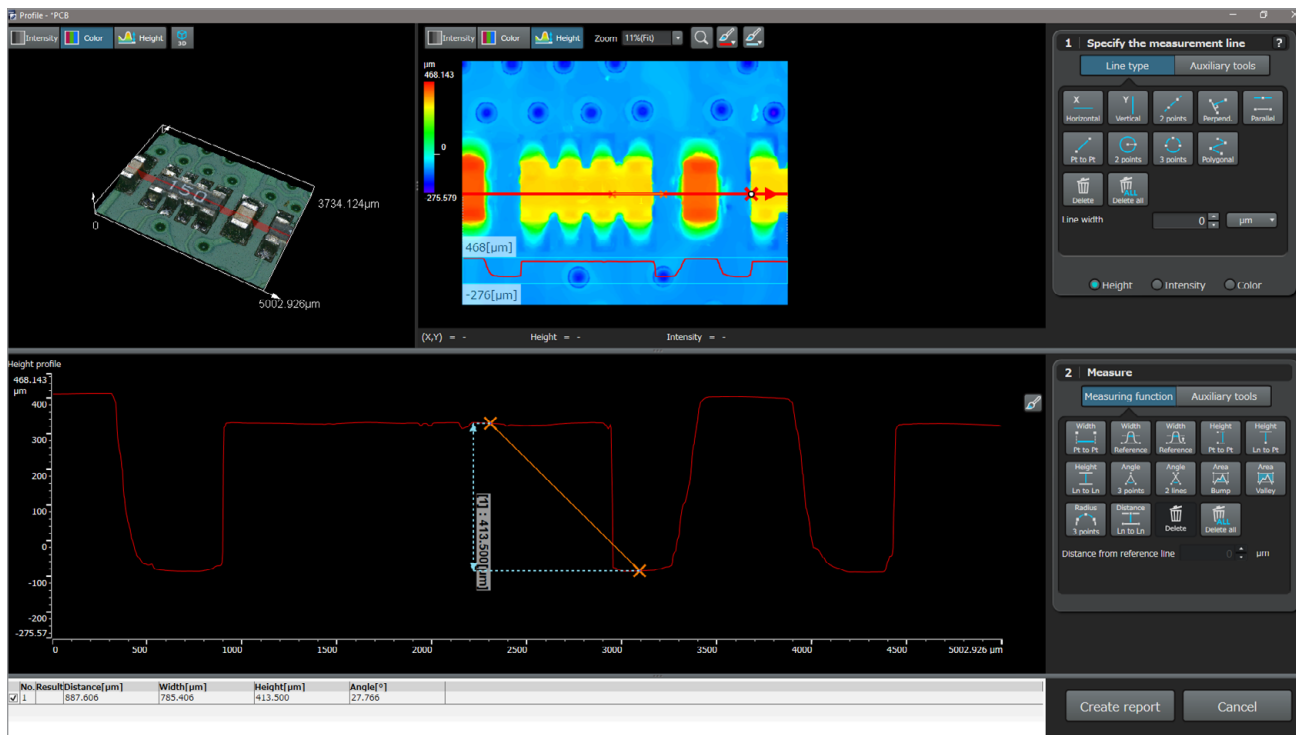 Profile - *PCB
Intensity Color Height 3D
Intensity Color Height Zoom 11%(Fit)
μm
468.143
0
275.570
150
0
3734.124μm
5002.926μm
468[μm]
-276[μm]
(X,Y) = - Height = - Intensity = -
1 Specify the measurement line ?
Line type Auxiliary tools
X Horizontal
Y Vertical
2 points
Perpend.
Parallel
Pt to Pt
2 points
3 points
Polygonal
Delete
ALL Delete all
Line width 0 μm
Height Intensity Color
Height profile
468.143
μm
400
300
200
100
0
-100
-200
-275.57
[1] : 413.500[μm]
0 500 1000 1500 2000 2500 3000 3500 4000 4500 5002.926 μm
2 Measure
Measuring function Auxiliary tools
Width Pt to Pt
Width Reference
Width Reference
Height Pt to Pt
Height Ln to Pt
Height Ln to Ln
Angle 3 points
Angle 2 lines
Area Bump
Area Valley
Radius 3 points
Distance Ln to Ln
Delete
ALL Delete all
Distance from reference line 0 μm
No. Result Distance[μm] Width[μm] Height[μm] Angle[º]
1 887.606 785.406 413.500 27.766
Create report Cancel